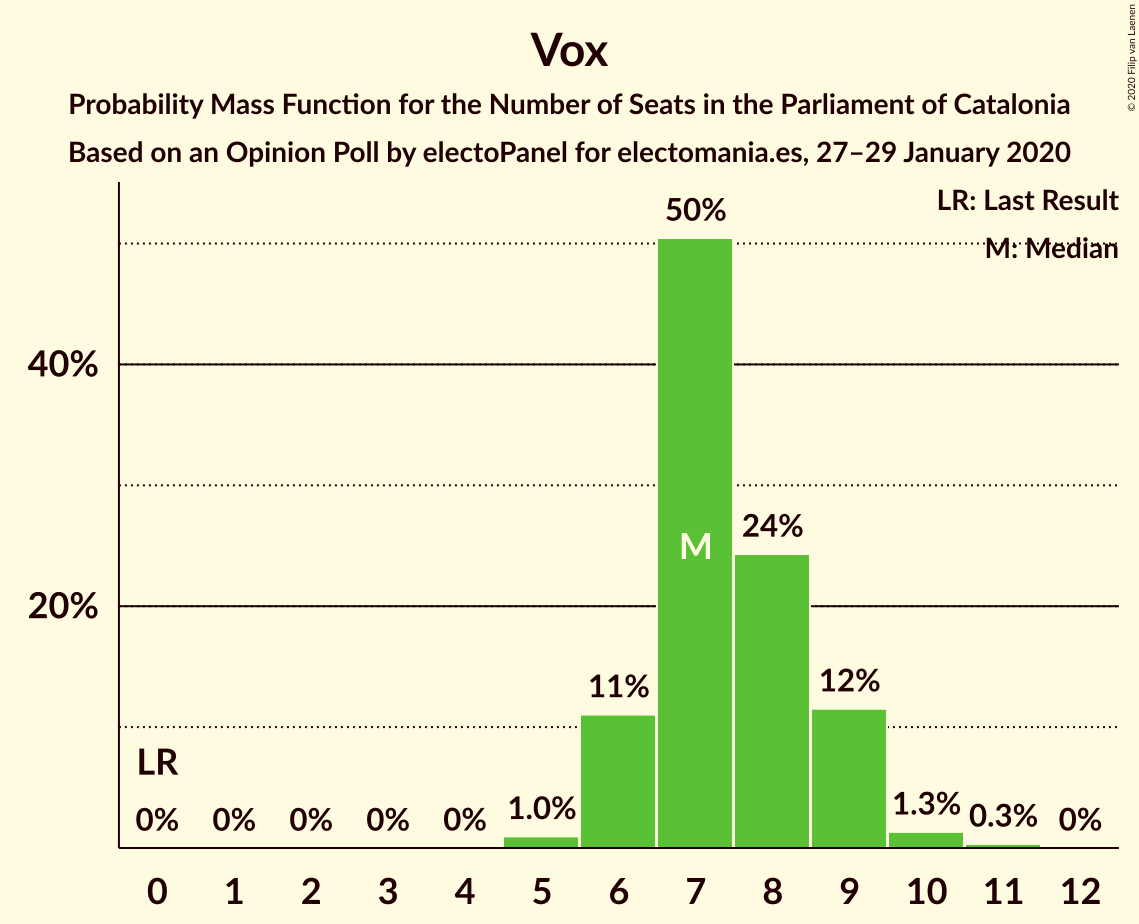 Vox
Probability Mass Function for the Number of Seats in the Parliament of Catalonia
Based on an Opinion Poll by electoPanel for electomania.es, 27–29 January 2020
© 2020 Filip van Laenen
LR: Last Result
M: Median
50%
40%
24%
M
20%
12%
11%
LR
1.3%
1.0%
0.3%
0% 0% 0% 0% 0% 0%
0 1 2 3 4 5 6 7 8 9 10 11 12